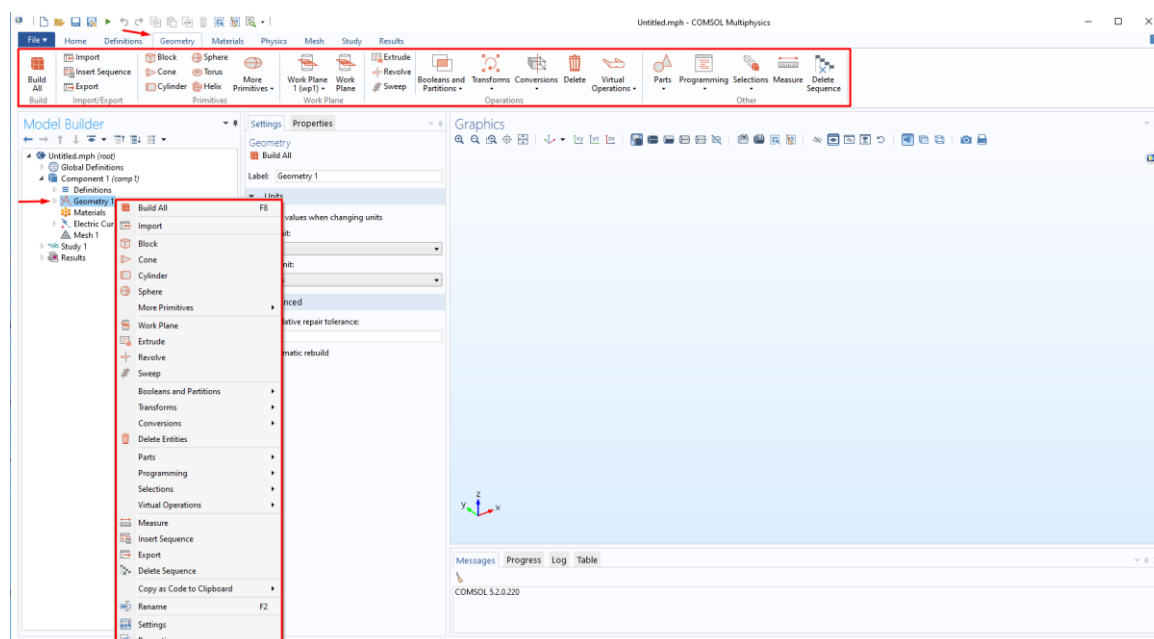 Untitled.mph - COMSOL Multiphysics
File Home Definitions Geometry Materials Physics Mesh Study Results
Build All
Import
Insert Sequence
Export
Block
Cone
Cylinder
Sphere
Torus
Helix
More Primitives
Work Plane 1 (wp1)
Work Plane
Extrude
Revolve
Sweep
Booleans and Partitions
Transforms
Conversions
Delete
Virtual Operations
Parts
Programming
Selections
Measure
Delete Sequence
Build Import/Export Primitives Work Plane Operations Other
Model Builder
Untitled.mph (root)
Global Definitions
Component 1 (comp1)
Definitions
Geometry 1
Materials
Electric Cur
Mesh 1
Study 1
Results
Build All F8
Import
Block
Cone
Cylinder
Sphere
More Primitives
Work Plane
Extrude
Revolve
Sweep
Booleans and Partitions
Transforms
Conversions
Delete Entities
Parts
Programming
Selections
Virtual Operations
Measure
Insert Sequence
Export
Delete Sequence
Copy as Code to Clipboard
Rename F2
Settings
Settings Properties
Geometry
Build All
Label: Geometry 1
Units
values when changing units
nit:
nced
lative repair tolerance:
matic rebuild
Graphics
xy yz zx
z
y x
Messages Progress Log Table
COMSOL 5.2.0.220